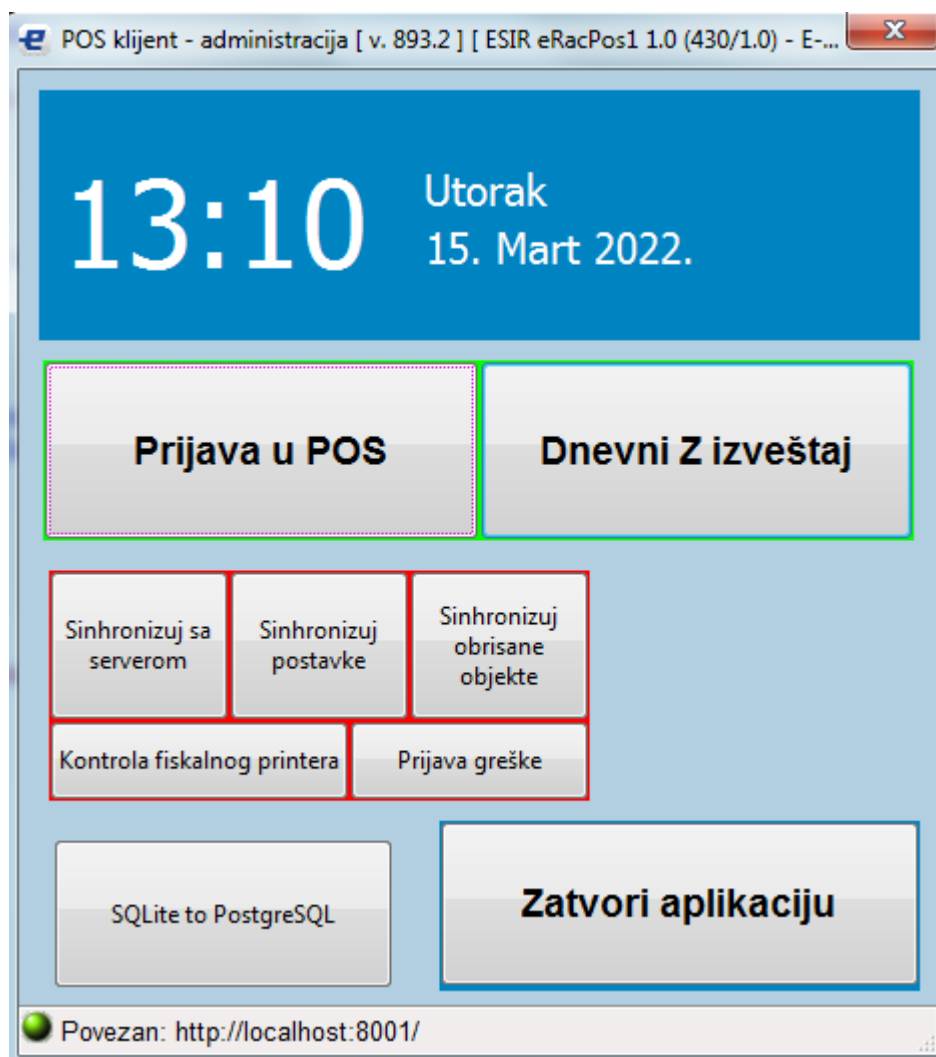 POS klijent - administracija [ v. 893.2 ] [ ESIR eRacPos1 1.0 (430/1.0) - E-...
13:10
Utorak
15. Mart 2022.
Prijava u POS
Dnevni Z izveštaj
Sinhronizuj sa
serverom
Sinhronizuj
postavke
Sinhronizuj
obrisane
objekte
Kontrola fiskalnog printera
Prijava greške
SQLite to PostgreSQL
Zatvori aplikaciju
Povezan: http://localhost:8001/